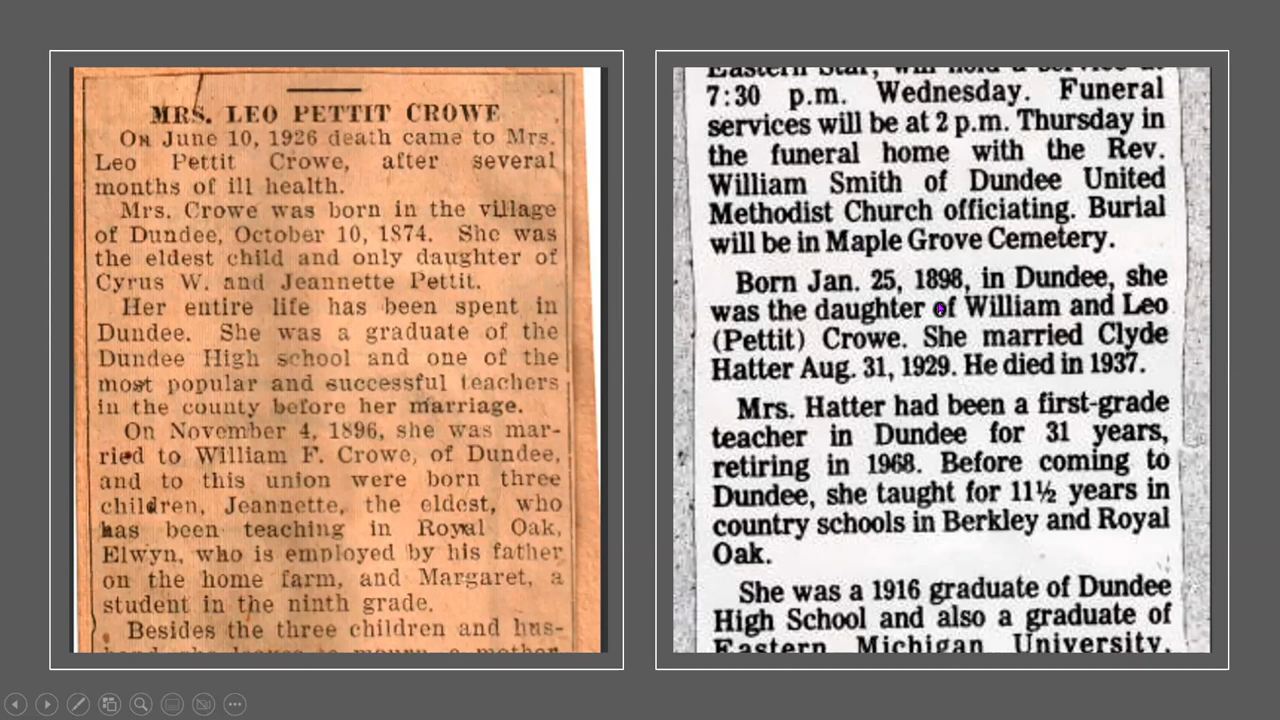 MRS. LEO PETTIT CROWE
On June 10, 1926 death came to Mrs.
Leo Pettit Crowe, after several
months of ill health.
Mrs. Crowe was born in the village
of Dundee, October 10, 1874. She was
the eldest child and only daughter of
Cyrus W. and Jeannette Pettit.
Her entire life has been spent in
Dundee. She was a graduate of the
Dundee High school and one of the
most popular and successful teachers
in the county before her marriage.
On November 4, 1896, she was mar-
ried to William F. Crowe, of Dundee,
and to this union were born three
children, Jeannette, the eldest, who
has been teaching in Royal Oak,
Elwyn, who is employed by his father
on the home farm, and Margaret, a
student in the ninth grade.
Besides the three children and hus-
mother
Eastern Star, will hold a service at
7:30 p.m. Wednesday. Funeral
services will be at 2 p.m. Thursday in
the funeral home with the Rev.
William Smith of Dundee United
Methodist Church officiating. Burial
will be in Maple Grove Cemetery.
Born Jan. 25, 1898, in Dundee, she
was the daughter of William and Leo
(Pettit) Crowe. She married Clyde
Hatter Aug. 31, 1929. He died in 1937.
Mrs. Hatter had been a first-grade
teacher in Dundee for 31 years,
retiring in 1968. Before coming to
Dundee, she taught for 11½ years in
country schools in Berkley and Royal
Oak.
She was a 1916 graduate of Dundee
High School and also a graduate of
Eastern Michigan University,